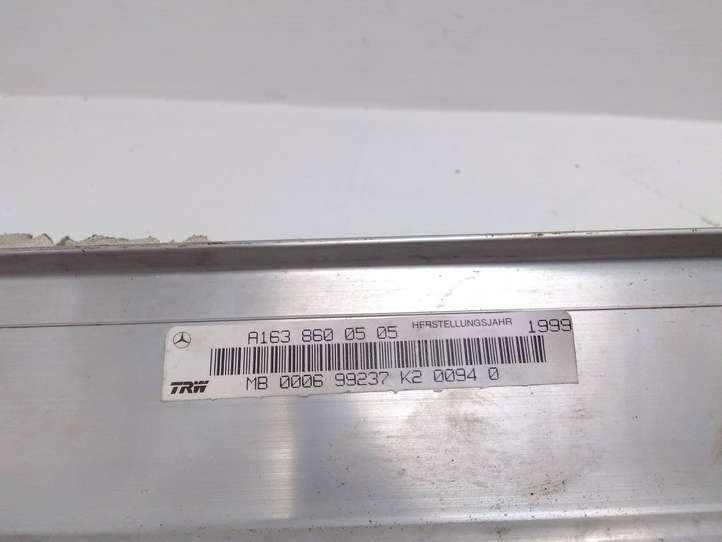 A163 860 05 05 HERSTELLUNGSJAHR 1999
TRW MB 0006 99237 K2 0094 0